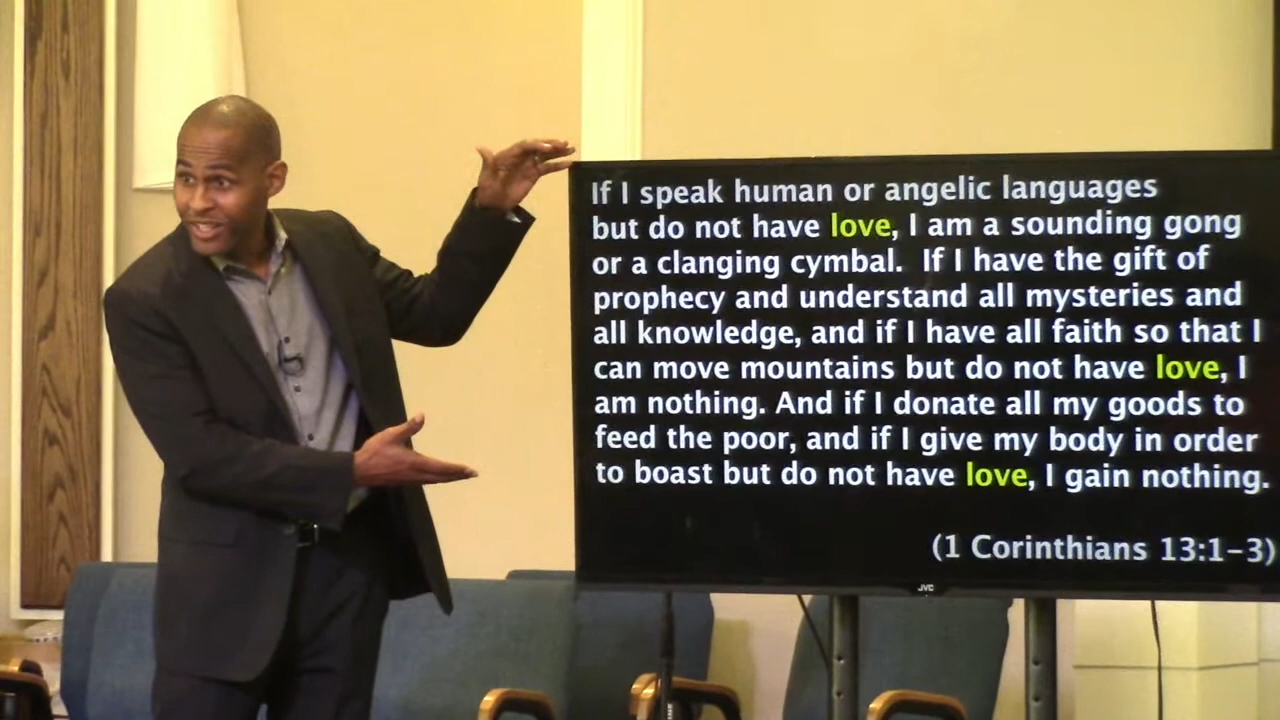 If I speak human or angelic languages
but do not have love, I am a sounding gong
or a clanging cymbal.  If I have the gift of
prophecy and understand all mysteries and
all knowledge, and if I have all faith so that I
can move mountains but do not have love, I
am nothing. And if I donate all my goods to
feed the poor, and if I give my body in order
to boast but do not have love, I gain nothing.
(1 Corinthians 13:1-3)
JVC